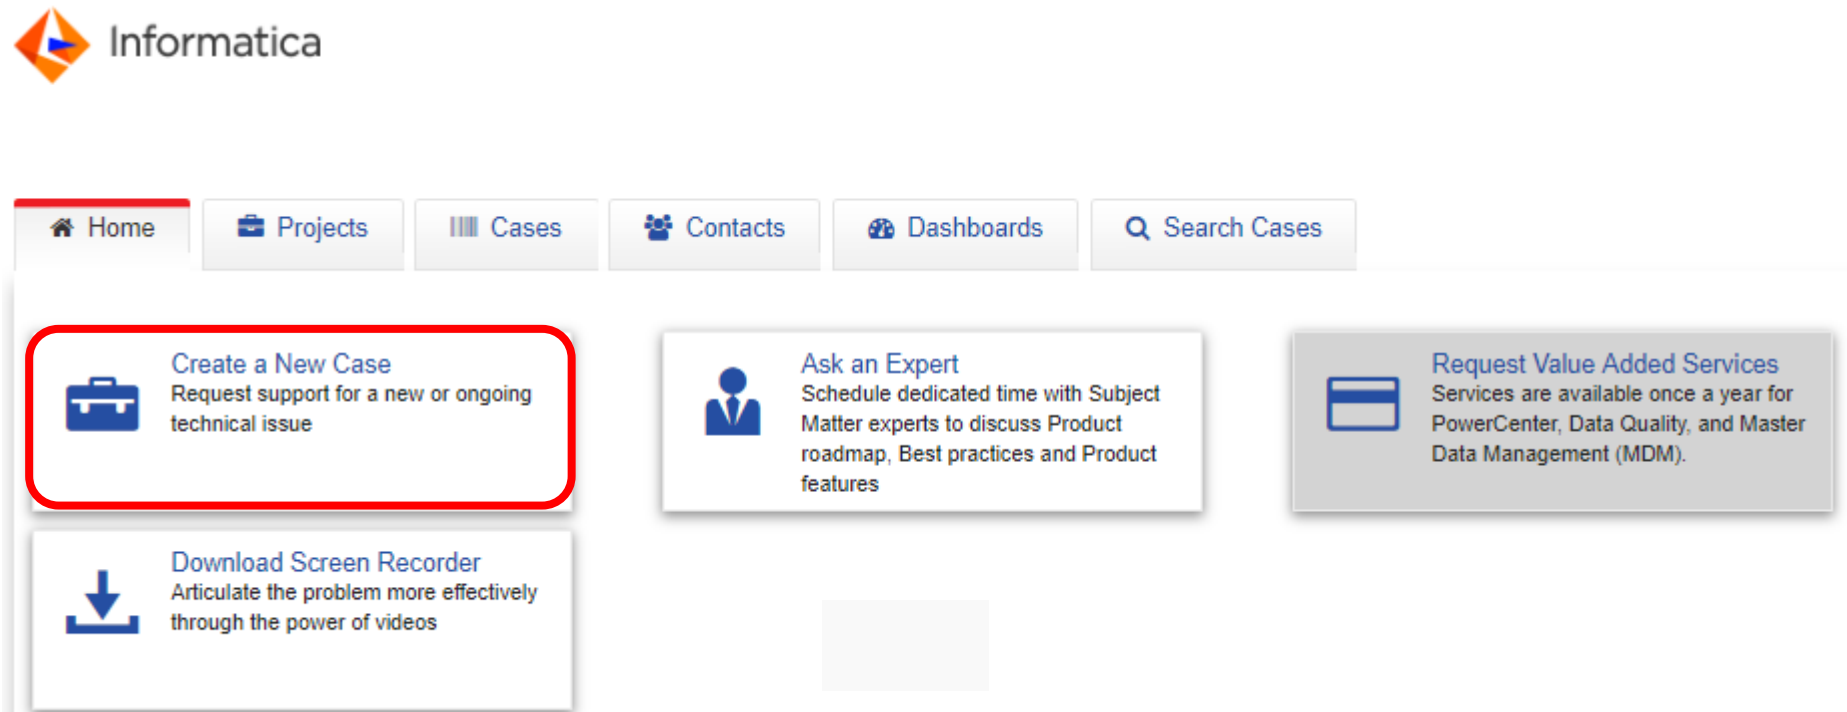 Informatica
Home
Projects
Cases
Contacts
Dashboards
Search Cases
Create a New Case
Request support for a new or ongoing
technical issue
Ask an Expert
Schedule dedicated time with Subject
Matter experts to discuss Product
roadmap, Best practices and Product
features
Request Value Added Services
Services are available once a year for
PowerCenter, Data Quality, and Master
Data Management (MDM).
Download Screen Recorder
Articulate the problem more effectively
through the power of videos